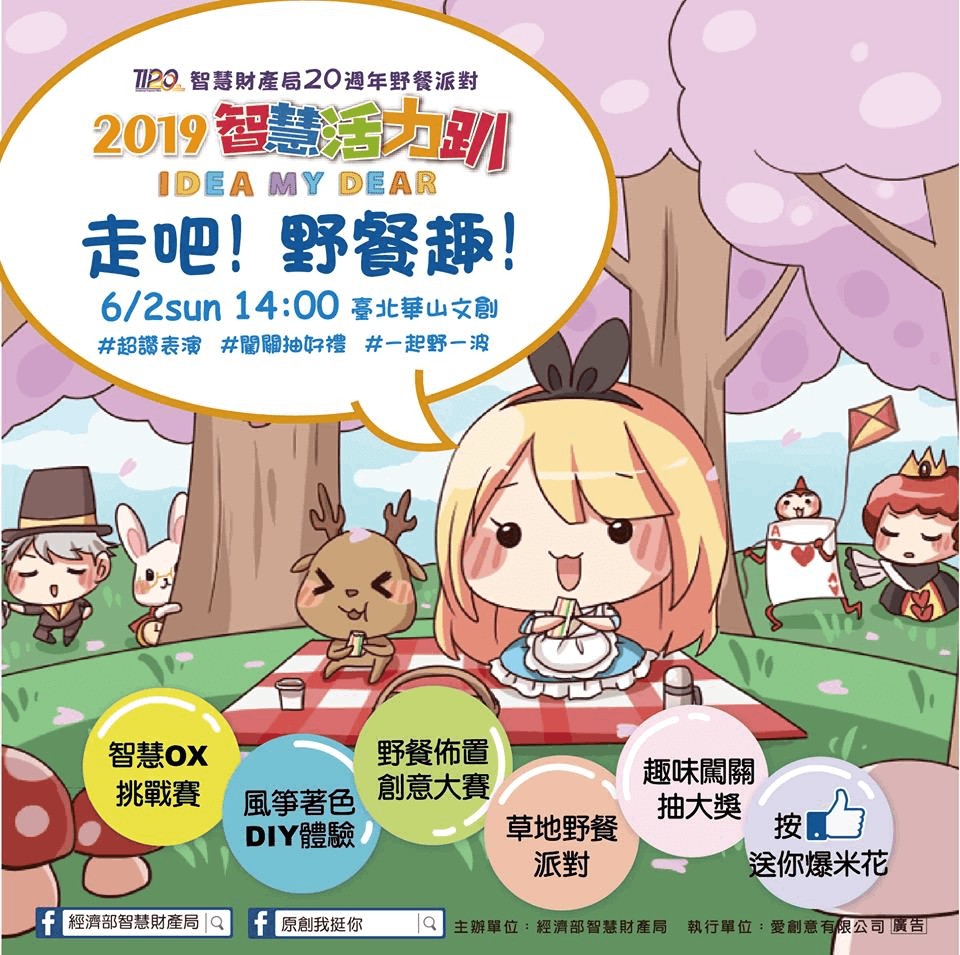 TIPO 智慧財產局20週年野餐派對
2019 智慧活力趴
IDEA MY DEAR
走吧! 野餐趣!
6/2sun 14:00 臺北華山文創
#超讚表演 #闖關抽好禮 #一起野一波
A
智慧OX
挑戰賽
風箏著色
DIY體驗
野餐佈置
創意大賽
草地野餐
派對
趣味闖關
抽大獎
按
送你爆米花
f 經濟部智慧財產局
f 原創我挺你
主辦單位：經濟部智慧財產局 執行單位：愛創意有限公司 廣告